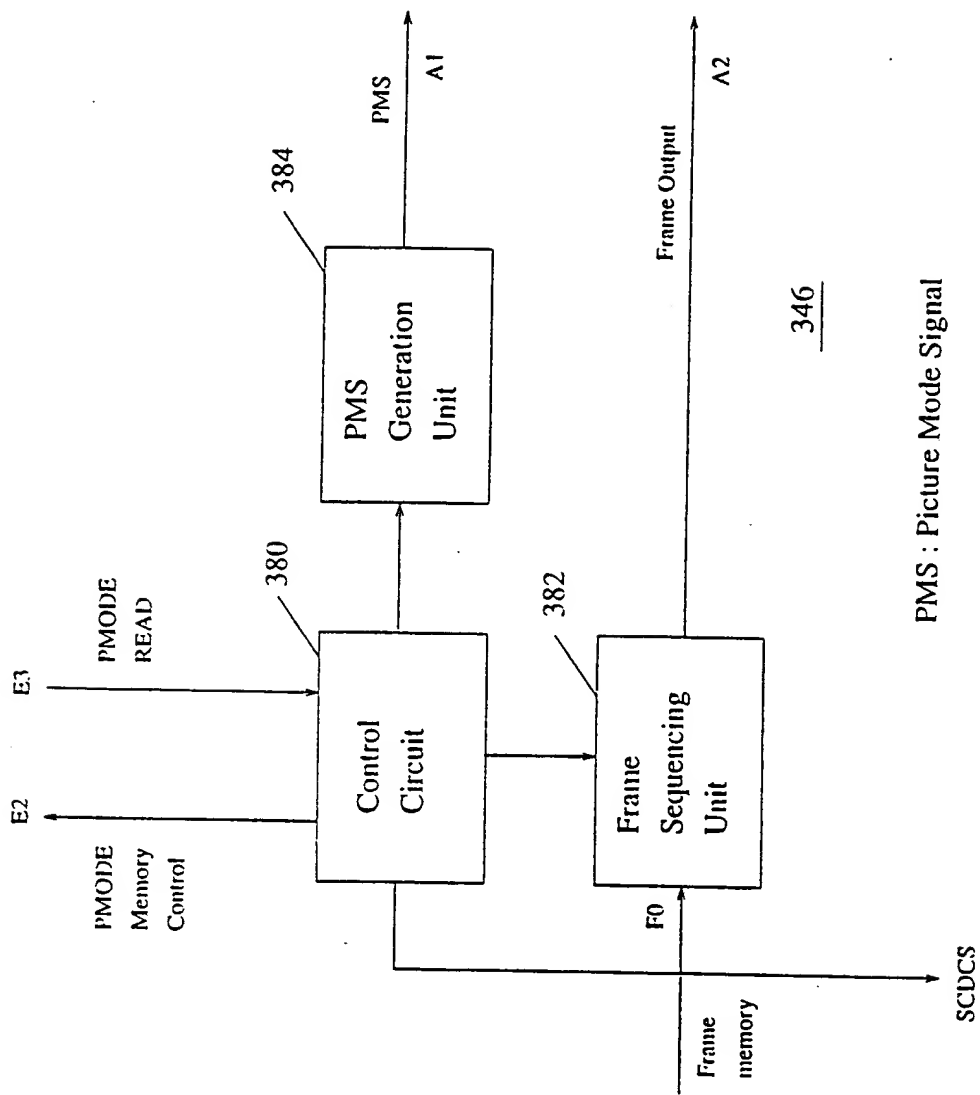 E2
E3
PMODE
Memory
Control
PMODE
READ
380
Control
Circuit
384
PMS
Generation
Unit
PMS
A1
382
Frame
Sequencing
Unit
F0
Frame
memory
SCDCS
Frame Output
A2
346
PMS : Picture Mode Signal